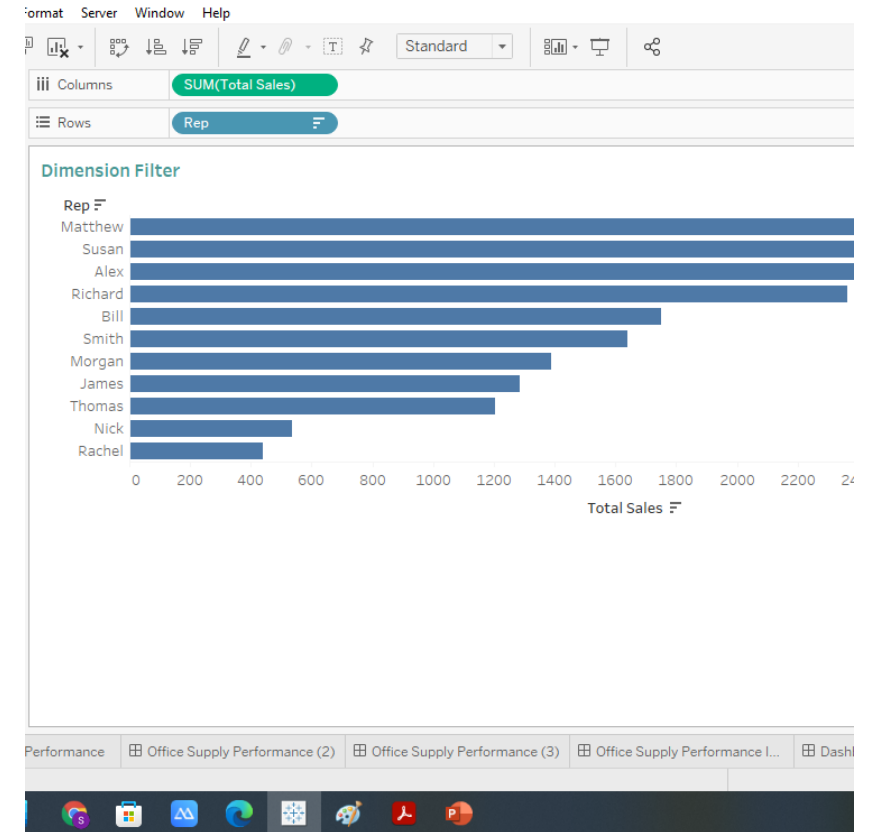 Format Server Window Help
Standard
Columns SUM(Total Sales)
Rows Rep
Dimension Filter
Rep
Matthew
Susan
Alex
Richard
Bill
Smith
Morgan
James
Thomas
Nick
Rachel
0 200 400 600 800 1000 1200 1400 1600 1800 2000 2200 24
Total Sales
Performance Office Supply Performance (2) Office Supply Performance (3) Office Supply Performance I... Dashl